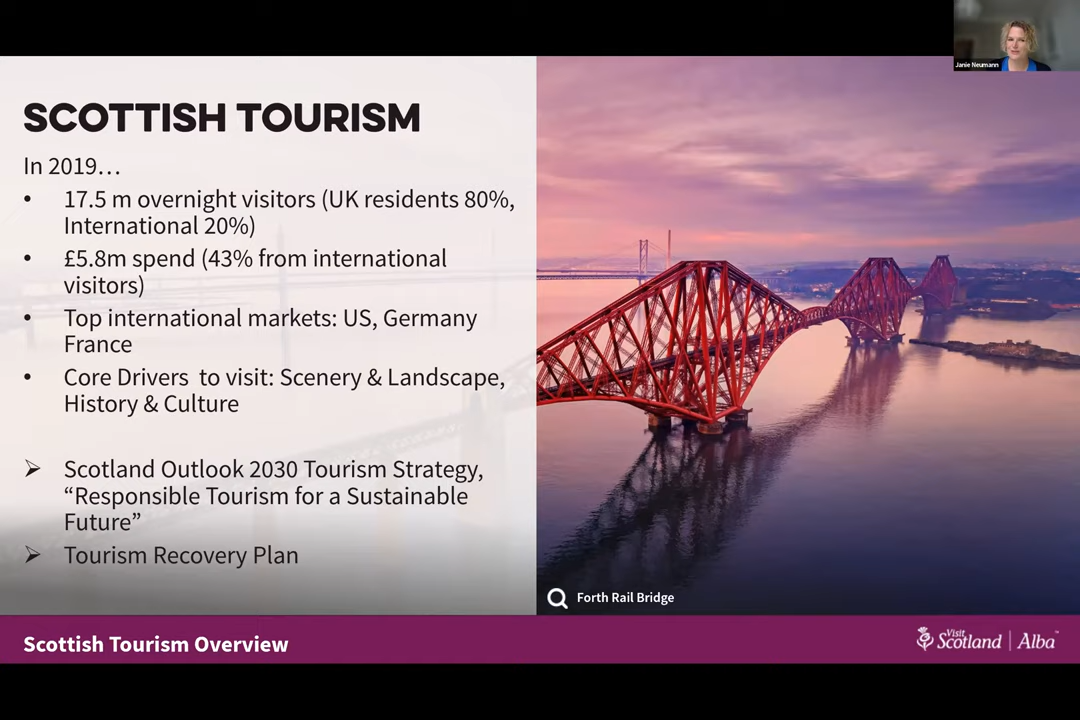 Janie Neumann
SCOTTISH TOURISM
In 2019…
• 17.5 m overnight visitors (UK residents 80%,
International 20%)
• £5.8m spend (43% from international
visitors)
• Top international markets: US, Germany
France
• Core Drivers  to visit: Scenery & Landscape,
History & Culture
➢ Scotland Outlook 2030 Tourism Strategy,
“Responsible Tourism for a Sustainable
Future”
➢ Tourism Recovery Plan
Forth Rail Bridge
Scottish Tourism Overview
Visit
Scotland | Alba™